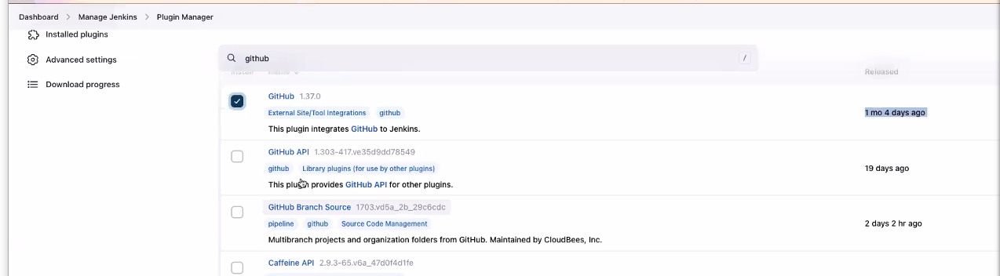 Dashboard > Manage Jenkins > Plugin Manager
Installed plugins
Advanced settings
Download progress
github /
Install Name Released
GitHub 1.37.0
External Site/Tool Integrations github
1 mo 4 days ago
This plugin integrates GitHub to Jenkins.
GitHub API 1.303-417.ve35d9dd78549
github Library plugins (for use by other plugins)
19 days ago
This plugin provides GitHub API for other plugins.
GitHub Branch Source 1703.vd5a_2b_29c6cdc
pipeline github Source Code Management
2 days 2 hr ago
Multibranch projects and organization folders from GitHub. Maintained by CloudBees, Inc.
Caffeine API 2.9.3-65.v6a_47d0f4d1fe